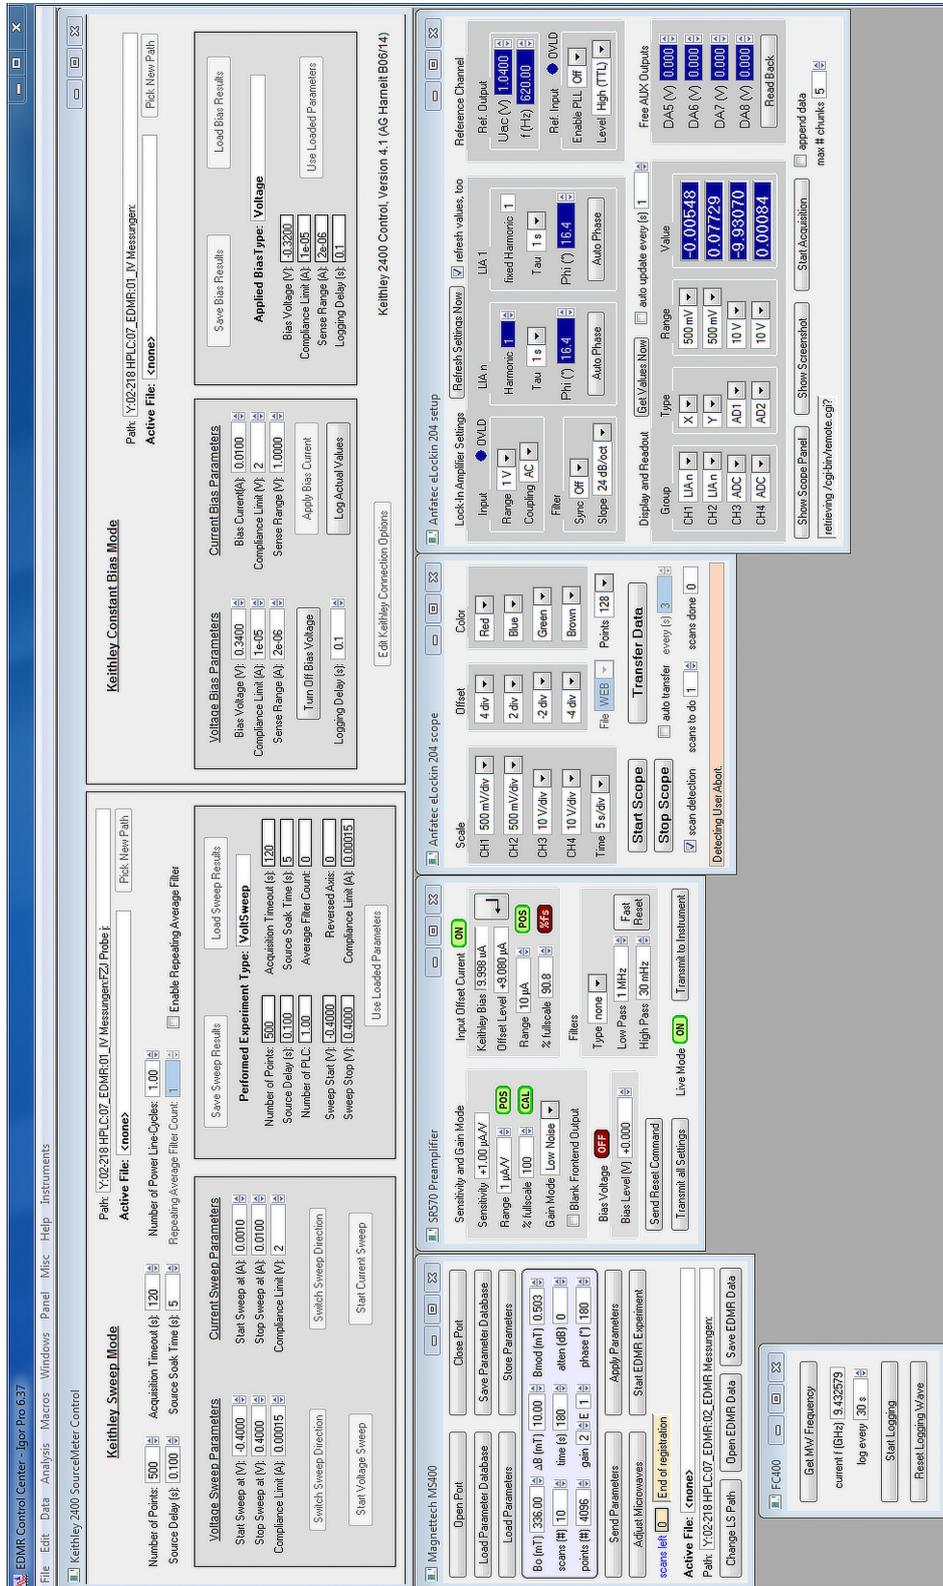 EDMR Control Center - Igor Pro 6.37
File Edit Data Analysis Macros Windows Panel Misc Help Instruments
Keithley 2400 SourceMeter Control
Keithley Sweep Mode
Path: Y:02-218 HPLC:07_EDMR:01_IV Messungen:FZJ Probe j:
Active File: <none>
Pick New Path
Number of Points: 500
Acquisition Timeout (s): 120
Number of Power Line-Cycles: 1.00
Source Delay (s): 0.100
Source Soak Time (s): 5
Repeating Average Filter Count: 1
Enable Repeating Average Filter
Voltage Sweep Parameters
Start Sweep at (V): -0.4000
Stop Sweep at (V): 0.4000
Compliance Limit (A): 0.00015
Switch Sweep Direction
Start Voltage Sweep
Current Sweep Parameters
Start Sweep at (A): 0.0010
Stop Sweep at (A): 0.0100
Compliance Limit (V): 2
Switch Sweep Direction
Start Current Sweep
Save Sweep Results
Load Sweep Results
Performed Experiment Type: VoltSweep
Number of Points: 500
Acquisition Timeout (s): 120
Source Delay (s): 0.100
Source Soak Time (s): 5
Number of PLC: 1.00
Average Filter Count: 0
Sweep Start (V): -0.4000
Reversed Axis: 0
Sweep Stop (V): 0.4000
Compliance Limit (A): 0.00015
Use Loaded Parameters
Keithley Constant Bias Mode
Path: Y:02-218 HPLC:07_EDMR:01_IV Messungen:
Active File: <none>
Pick New Path
Voltage Bias Parameters
Bias Voltage (V): 0.3400
Compliance Limit (A): 1e-05
Sense Range (A): 2e-06
Turn Off Bias Voltage
Logging Delay (s): 0.1
Current Bias Parameters
Bias Current(A): 0.0100
Compliance Limit (V): 2
Sense Range (V): 1.0000
Apply Bias Current
Log Actual Values
Save Bias Results
Load Bias Results
Applied BiasType: Voltage
Bias Voltage (V): -0.3200
Compliance Limit (A): 1e-05
Sense Range (A): 2e-06
Logging Delay (s): 0.1
Use Loaded Parameters
Edit Keithley Connection Options
Keithley 2400 Control, Version 4.1 (AG Harneit B06/14)
Magnettech MS400
Open Port
Close Port
Load Parameter Database
Save Parameter Database
Load Parameters
Store Parameters
Bo (mT) 336.00 ΔB (mT) 10.00 Bmod (mT) 0.503
scans (#) 10 time (s) 180 atten (dB) 0
points (#) 4096 gain 2 E 1 phase (°) 180
Send Parameters
Apply Parameters
Adjust Microwaves
Start EDMR Experiment
scans left 0 End of registration
Active File: <none>
Path: Y:02-218 HPLC:07_EDMR:02_EDMR Messungen:
Change LS Path
Open EDMR Data
Save EDMR Data
FC400
Get MW Frequency
current f (GHz) 9.432579
log every 30 s
Start Logging
Reset Logging Wave
SR570 Preamplifier
Sensitivity and Gain Mode
Sensitivity +1.00 µA/V
Range 1 µA/V POS
% fullscale 100 CAL
Gain Mode Low Noise
Blank Frontend Output
Bias Voltage OFF
Bias Level (V) +0.000
Send Reset Command
Transmit all Settings
Input Offset Current ON
Keithley Bias 9.998 uA
Offset Level +9.080 µA
Range 10 µA POS
% fullscale 90.8 %fs
Filters
Type none
Low Pass 1 MHz
High Pass 30 mHz
Fast Reset
Live Mode ON
Transmit to Instrument
Anfatec eLockin 204 scope
Scale Offset Color
CH1 500 mV/div 4 div Red
CH2 500 mV/div 2 div Blue
CH3 10 V/div -2 div Green
CH4 10 V/div -4 div Brown
Time 5 s/div File WEB Points 128
Start Scope
Stop Scope
Transfer Data
auto transfer every (s) 3
scan detection scans to do 1 scans done 0
Detecting User Abort.
Anfatec eLockin 204 setup
Lock-In Amplifier Settings
Refresh Settings Now
refresh values, too
Reference Channel
Input OVLD
Range 1 V
Coupling AC
Filter
Sync Off
Slope 24 dB/oct
LIA n
Harmonic 1
Tau 1 s
Phi (°) 16.4
Auto Phase
LIA 1
fixed Harmonic 1
Tau 1 s
Phi (°) 16.4
Auto Phase
Ref. Output
Uac (V) 1.0400
f (Hz) 620.00
Ref. Input OVLD
Enable PLL Off
Level High (TTL)
Display and Readout
Get Values Now
auto update every (s) 1
Group Type Range Value
CH1 LIA n X 500 mV -0.00548
CH2 LIA n Y 500 mV 0.07729
CH3 ADC AD1 10 V -9.93070
CH4 ADC AD2 10 V 0.00084
Free AUX Outputs
DA5 (V) 0.000
DA6 (V) 0.000
DA7 (V) 0.000
DA8 (V) 0.000
Read Back
Show Scope Panel
Show Screenshot
Start Acquisition
append data
max # chunks 5
retrieving /cgi-bin/remote.cgi?